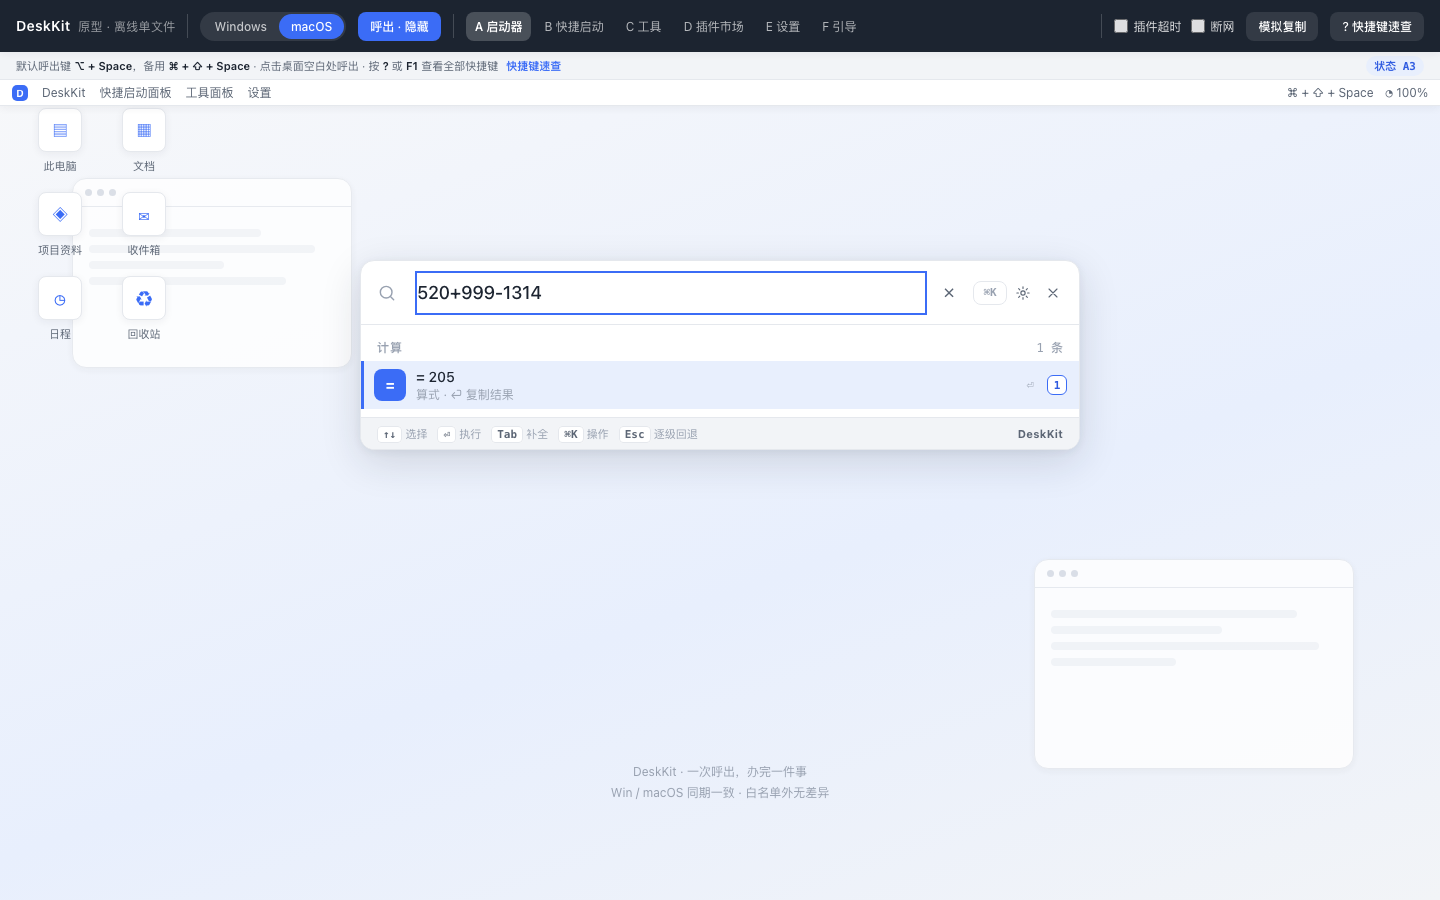 DeskKit 原型 · 离线单文件 Windows macOS 呼出 · 隐藏 A 启动器 B 快捷启动 C 工具 D 插件市场 E 设置 F 引导 插件超时 断网 模拟复制 ? 快捷键速查
默认呼出键 ⌥ + Space，备用 ⌘ + ⇧ + Space · 点击桌面空白处呼出 · 按 ? 或 F1 查看全部快捷键 快捷键速查 状态 A3
D DeskKit 快捷启动面板 工具面板 设置 ⌘ + ⇧ + Space ◔ 100%
此电脑 文档
项目资料 收件箱
日程 回收站
520+999-1314 ⌘K
计算 1 条
= = 205 ⏎ 1
算式 · ⏎ 复制结果
↑↓ 选择 ⏎ 执行 Tab 补全 ⌘K 操作 Esc 逐级回退 DeskKit
DeskKit · 一次呼出，办完一件事
Win / macOS 同期一致 · 白名单外无差异